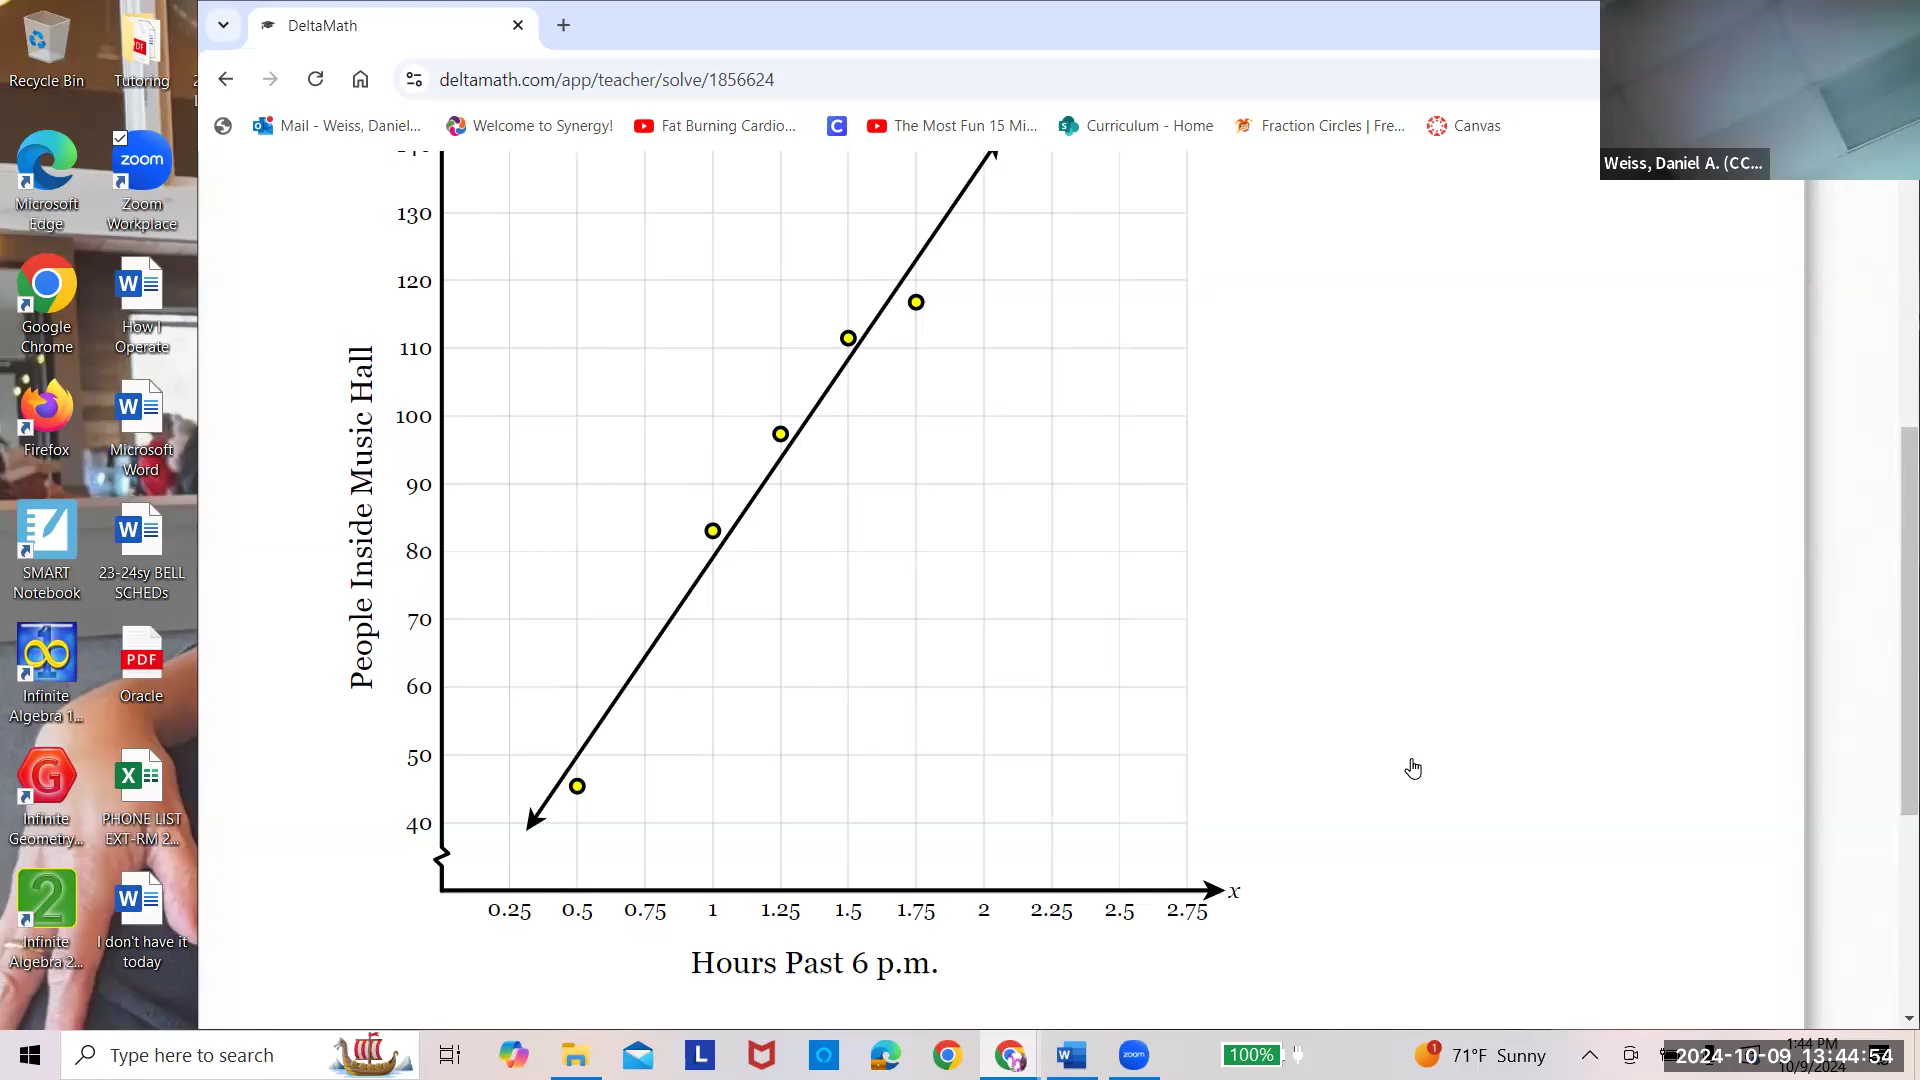 DeltaMath
deltamath.com/app/teacher/solve/1856624
Mail - Weiss, Daniel...
Welcome to Synergy!
Fat Burning Cardio...
The Most Fun 15 Mi...
Curriculum - Home
Fraction Circles | Fre...
Canvas
Weiss, Daniel A. (CC...
Recycle Bin
Tutoring
Microsoft Edge
Zoom Workplace
Google Chrome
How I Operate
Firefox
Microsoft Word
SMART Notebook
23-24sy BELL SCHEDs
Infinite Algebra 1...
Oracle
Infinite Geometry...
PHONE LIST EXT-RM 2...
Infinite Algebra 2...
I don't have it today
130
120
110
100
90
80
70
60
50
40
People Inside Music Hall
0.25 0.5 0.75 1 1.25 1.5 1.75 2 2.25 2.5 2.75
x
Hours Past 6 p.m.
Type here to search
100%
71°F Sunny
1:44 PM
2024-10-09 13:44:54